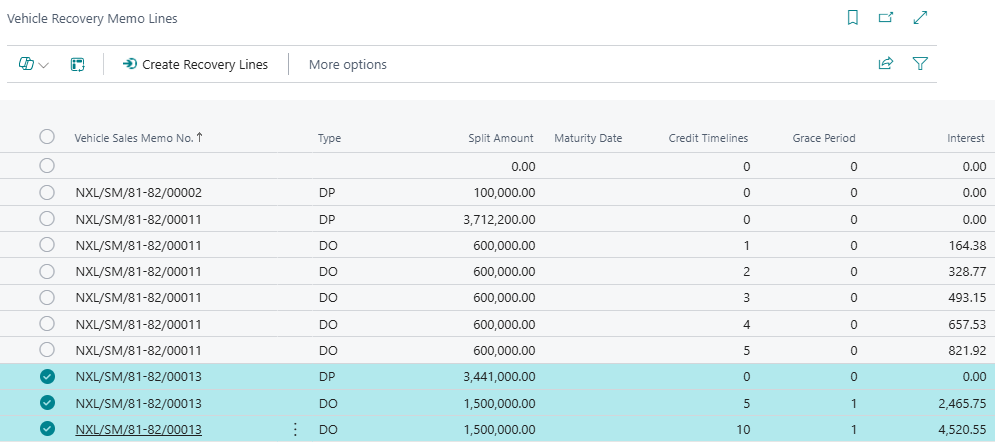 Vehicle Recovery Memo Lines
Create Recovery Lines More options
Vehicle Sales Memo No. ↑ Type Split Amount Maturity Date Credit Timelines Grace Period Interest
0.00 0 0 0.00
NXL/SM/81-82/00002 DP 100,000.00 0 0 0.00
NXL/SM/81-82/00011 DP 3,712,200.00 0 0 0.00
NXL/SM/81-82/00011 DO 600,000.00 1 0 164.38
NXL/SM/81-82/00011 DO 600,000.00 2 0 328.77
NXL/SM/81-82/00011 DO 600,000.00 3 0 493.15
NXL/SM/81-82/00011 DO 600,000.00 4 0 657.53
NXL/SM/81-82/00011 DO 600,000.00 5 0 821.92
NXL/SM/81-82/00013 DP 3,441,000.00 0 0 0.00
NXL/SM/81-82/00013 DO 1,500,000.00 5 1 2,465.75
NXL/SM/81-82/00013 DO 1,500,000.00 10 1 4,520.55